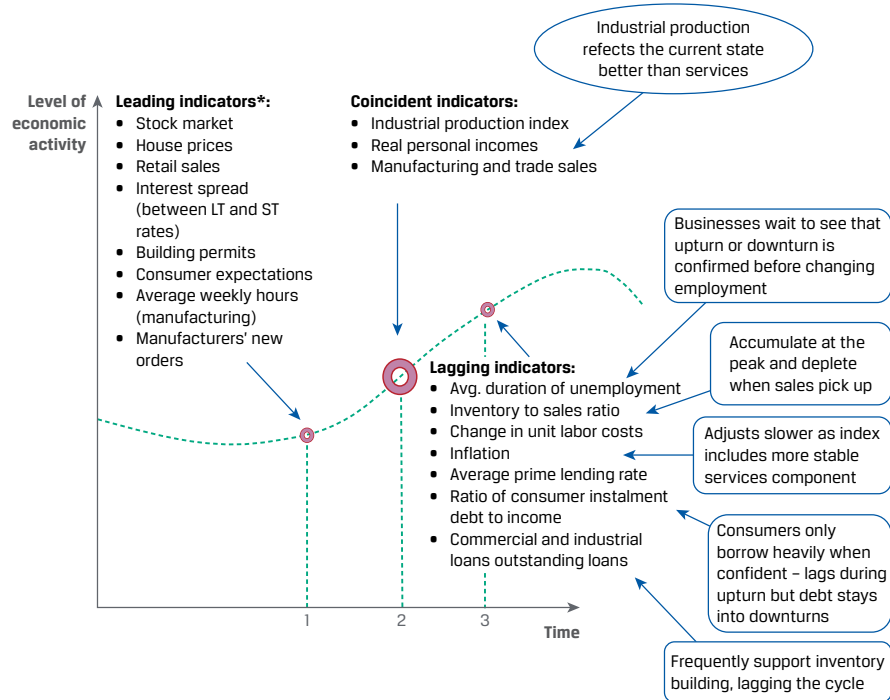 Industrial production
refects the current state
better than services
Level of
economic
activity
Leading indicators*:
• Stock market
• House prices
• Retail sales
• Interest spread
(between LT and ST
rates)
• Building permits
• Consumer expectations
• Average weekly hours
(manufacturing)
• Manufacturers' new
orders
Coincident indicators:
• Industrial production index
• Real personal incomes
• Manufacturing and trade sales
Businesses wait to see that
upturn or downturn is
confirmed before changing
employment
Lagging indicators:
• Avg. duration of unemployment
• Inventory to sales ratio
• Change in unit labor costs
• Inflation
• Average prime lending rate
• Ratio of consumer instalment
debt to income
• Commercial and industrial
loans outstanding loans
Accumulate at the
peak and deplete
when sales pick up
Adjusts slower as index
includes more stable
services component
Consumers only
borrow heavily when
confident – lags during
upturn but debt stays
into downturns
Frequently support inventory
building, lagging the cycle
1
2
3
Time